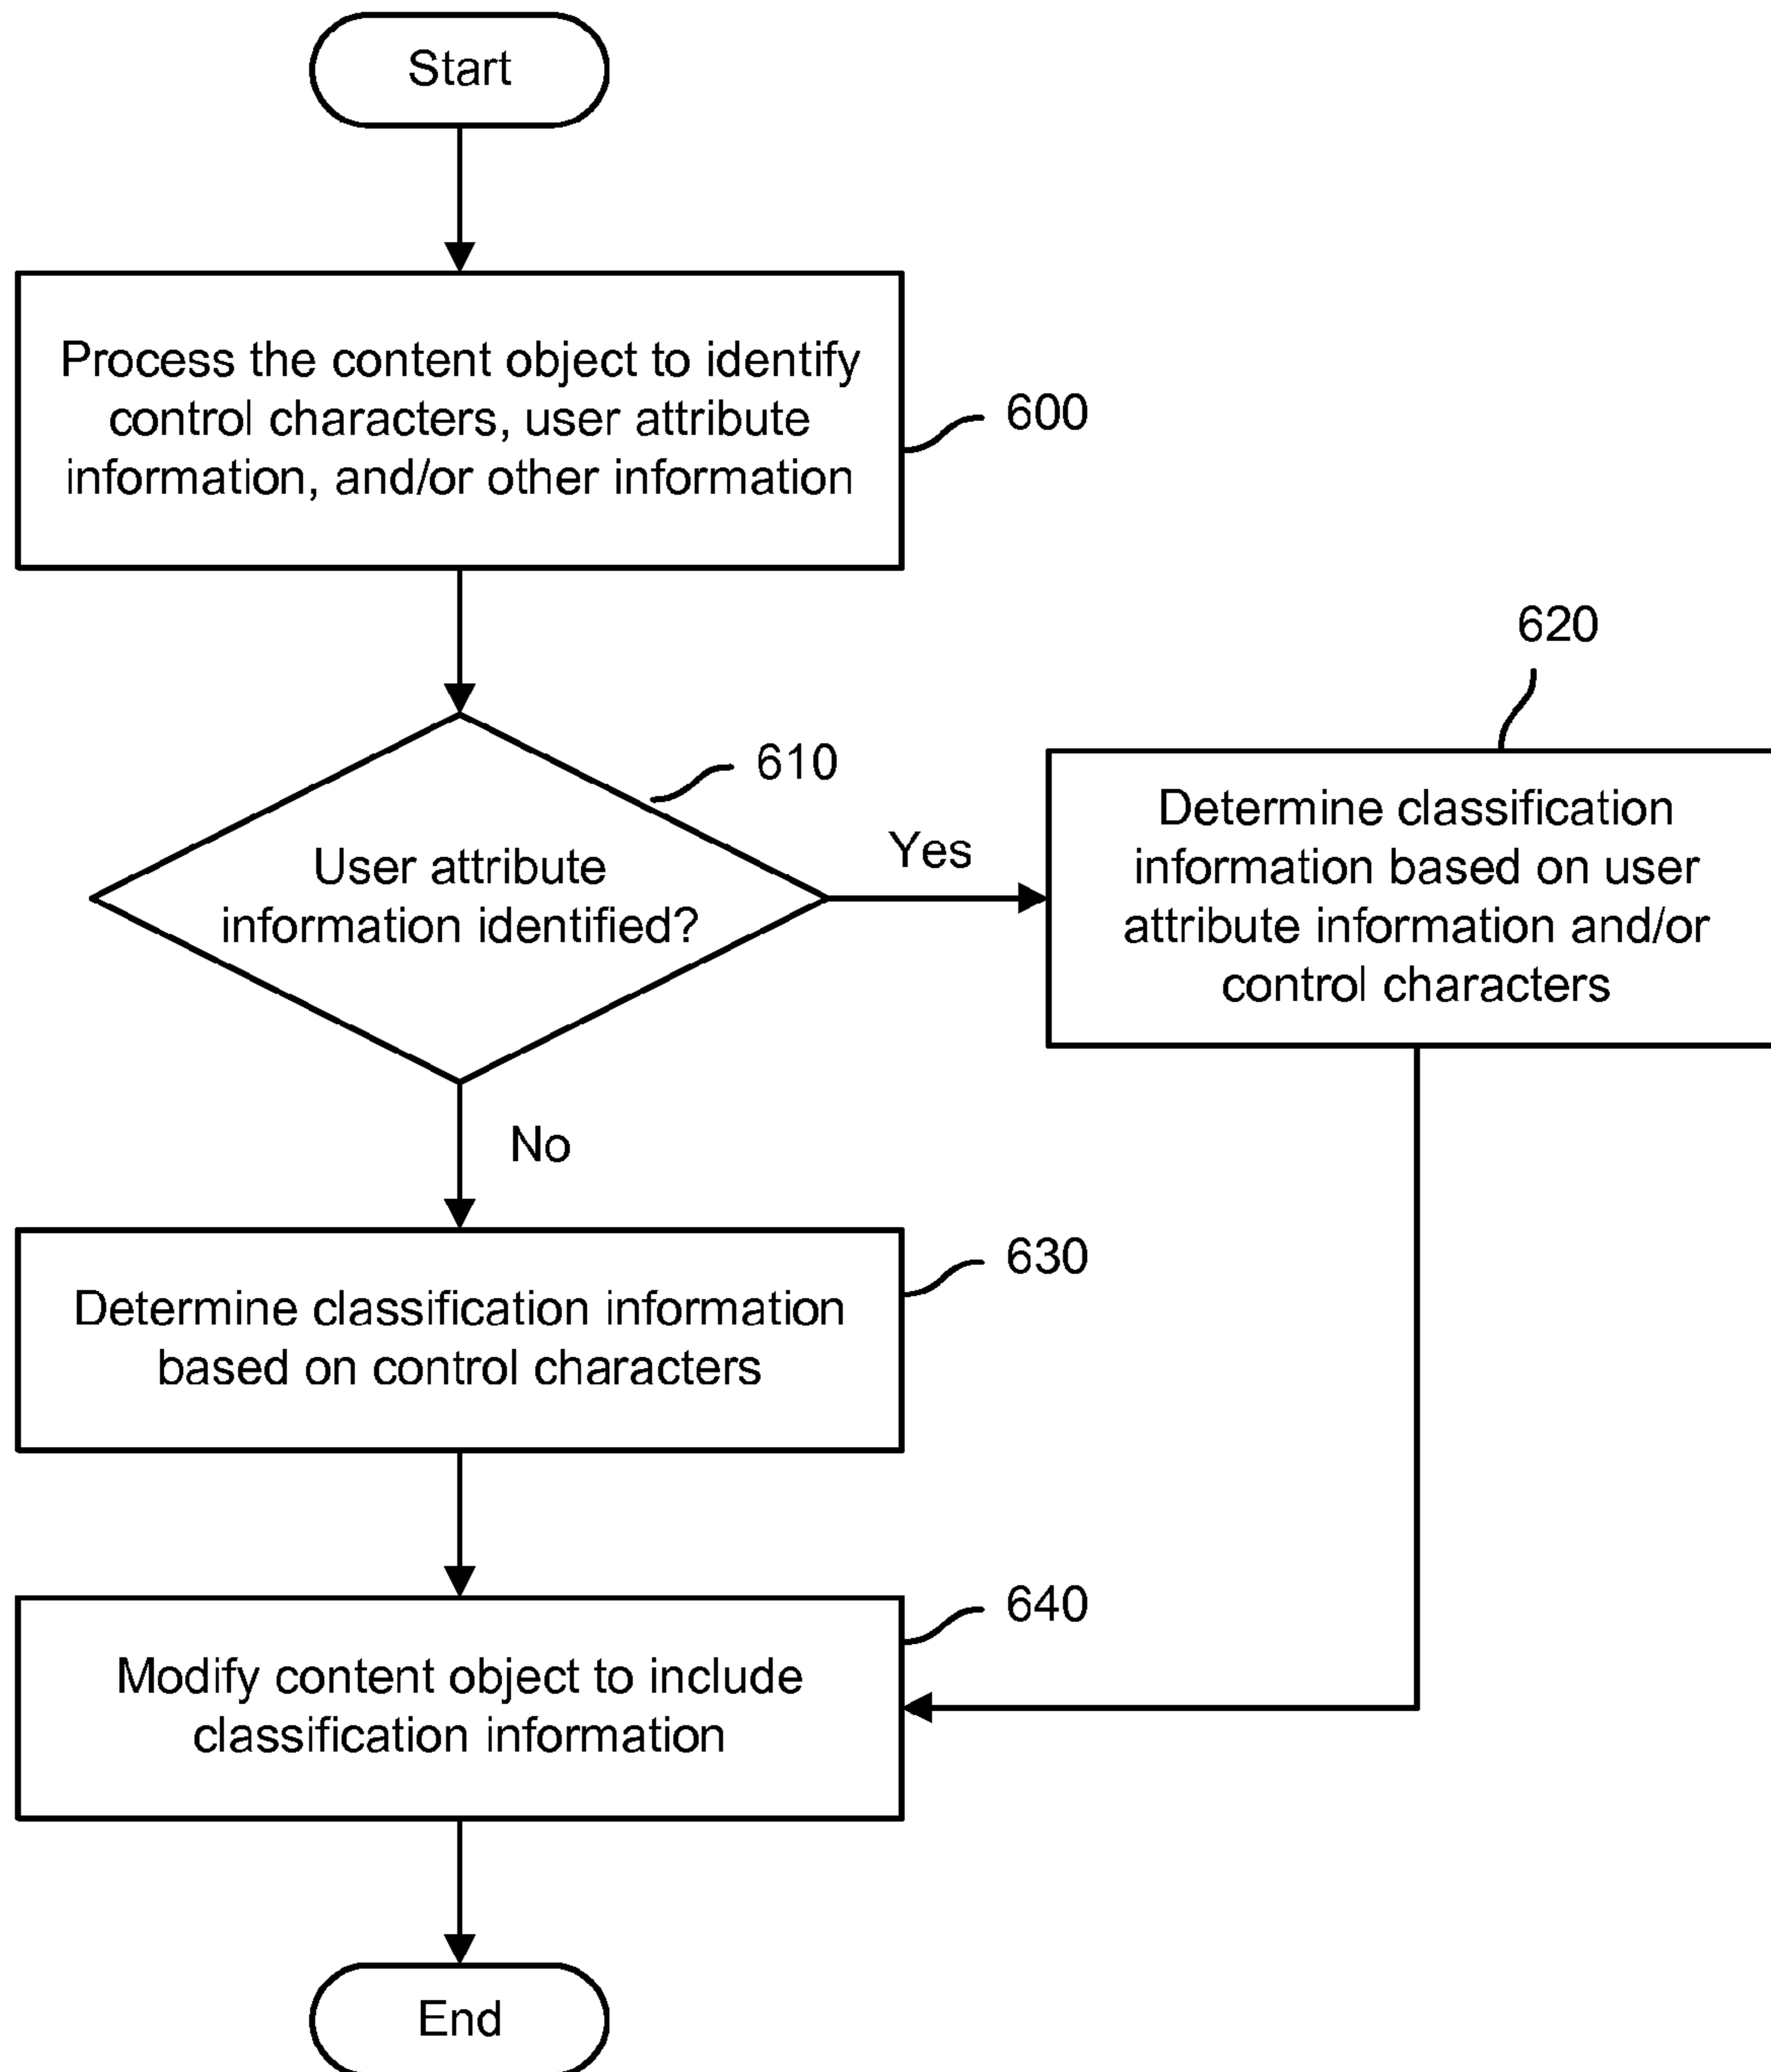 Start
Process the content object to identify
control characters, user attribute
information, and/or other information
600
610
User attribute
information identified?
Yes
620
Determine classification
information based on user
attribute information and/or
control characters
No
630
Determine classification information
based on control characters
640
Modify content object to include
classification information
End